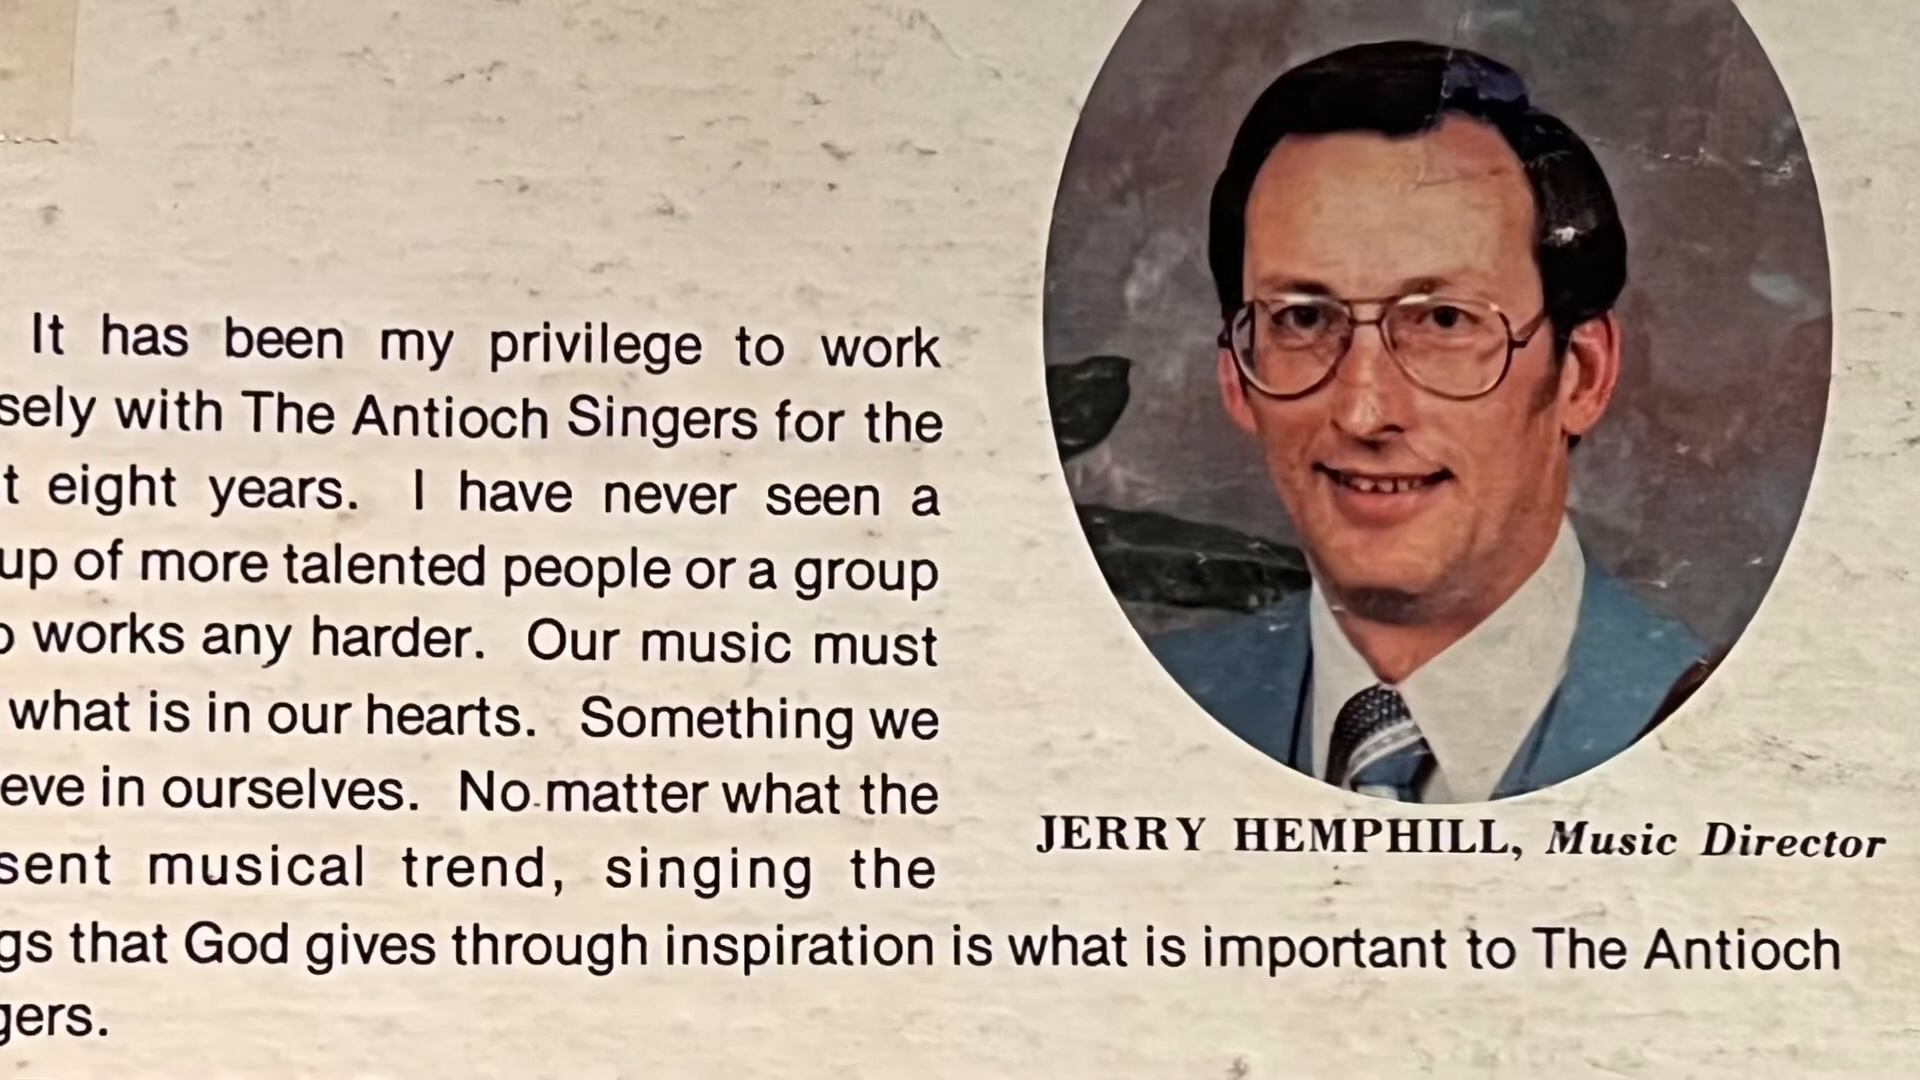 It has been my privilege to work
sely with The Antioch Singers for the
t eight years. I have never seen a
up of more talented people or a group
o works any harder. Our music must
what is in our hearts. Something we
eve in ourselves. No matter what the
sent musical trend, singing the
gs that God gives through inspiration is what is important to The Antioch
gers.
JERRY HEMPHILL, Music Director